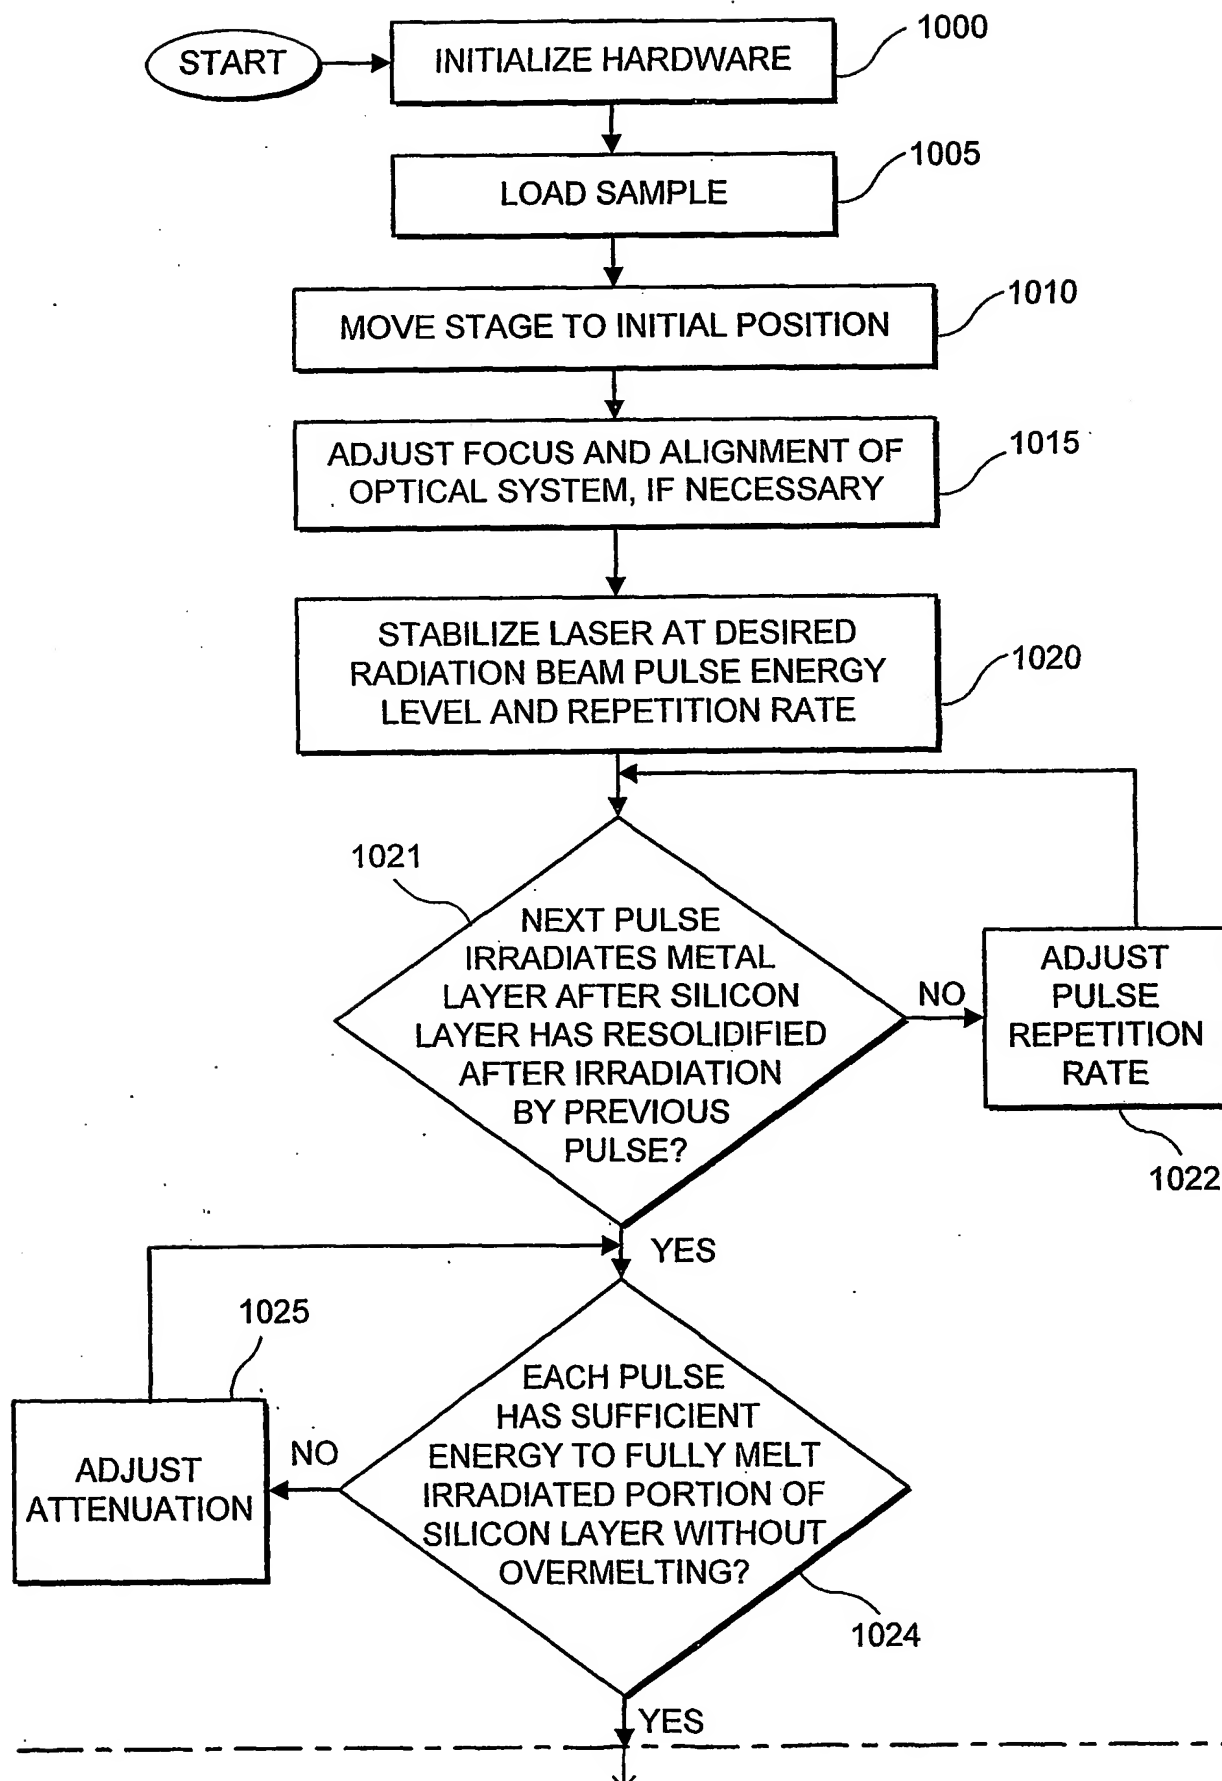 START
INITIALIZE HARDWARE
1000
LOAD SAMPLE
1005
MOVE STAGE TO INITIAL POSITION
1010
ADJUST FOCUS AND ALIGNMENT OF
OPTICAL SYSTEM, IF NECESSARY
1015
STABILIZE LASER AT DESIRED
RADIATION BEAM PULSE ENERGY
LEVEL AND REPETITION RATE
1020
1021
NEXT PULSE
IRRADIATES METAL
LAYER AFTER SILICON
LAYER HAS RESOLIDIFIED
AFTER IRRADIATION
BY PREVIOUS
PULSE?
NO
ADJUST
PULSE
REPETITION
RATE
1022
YES
1025
EACH PULSE
HAS SUFFICIENT
ENERGY TO FULLY MELT
IRRADIATED PORTION OF
SILICON LAYER WITHOUT
OVERMELTING?
NO
ADJUST
ATTENUATION
1024
YES